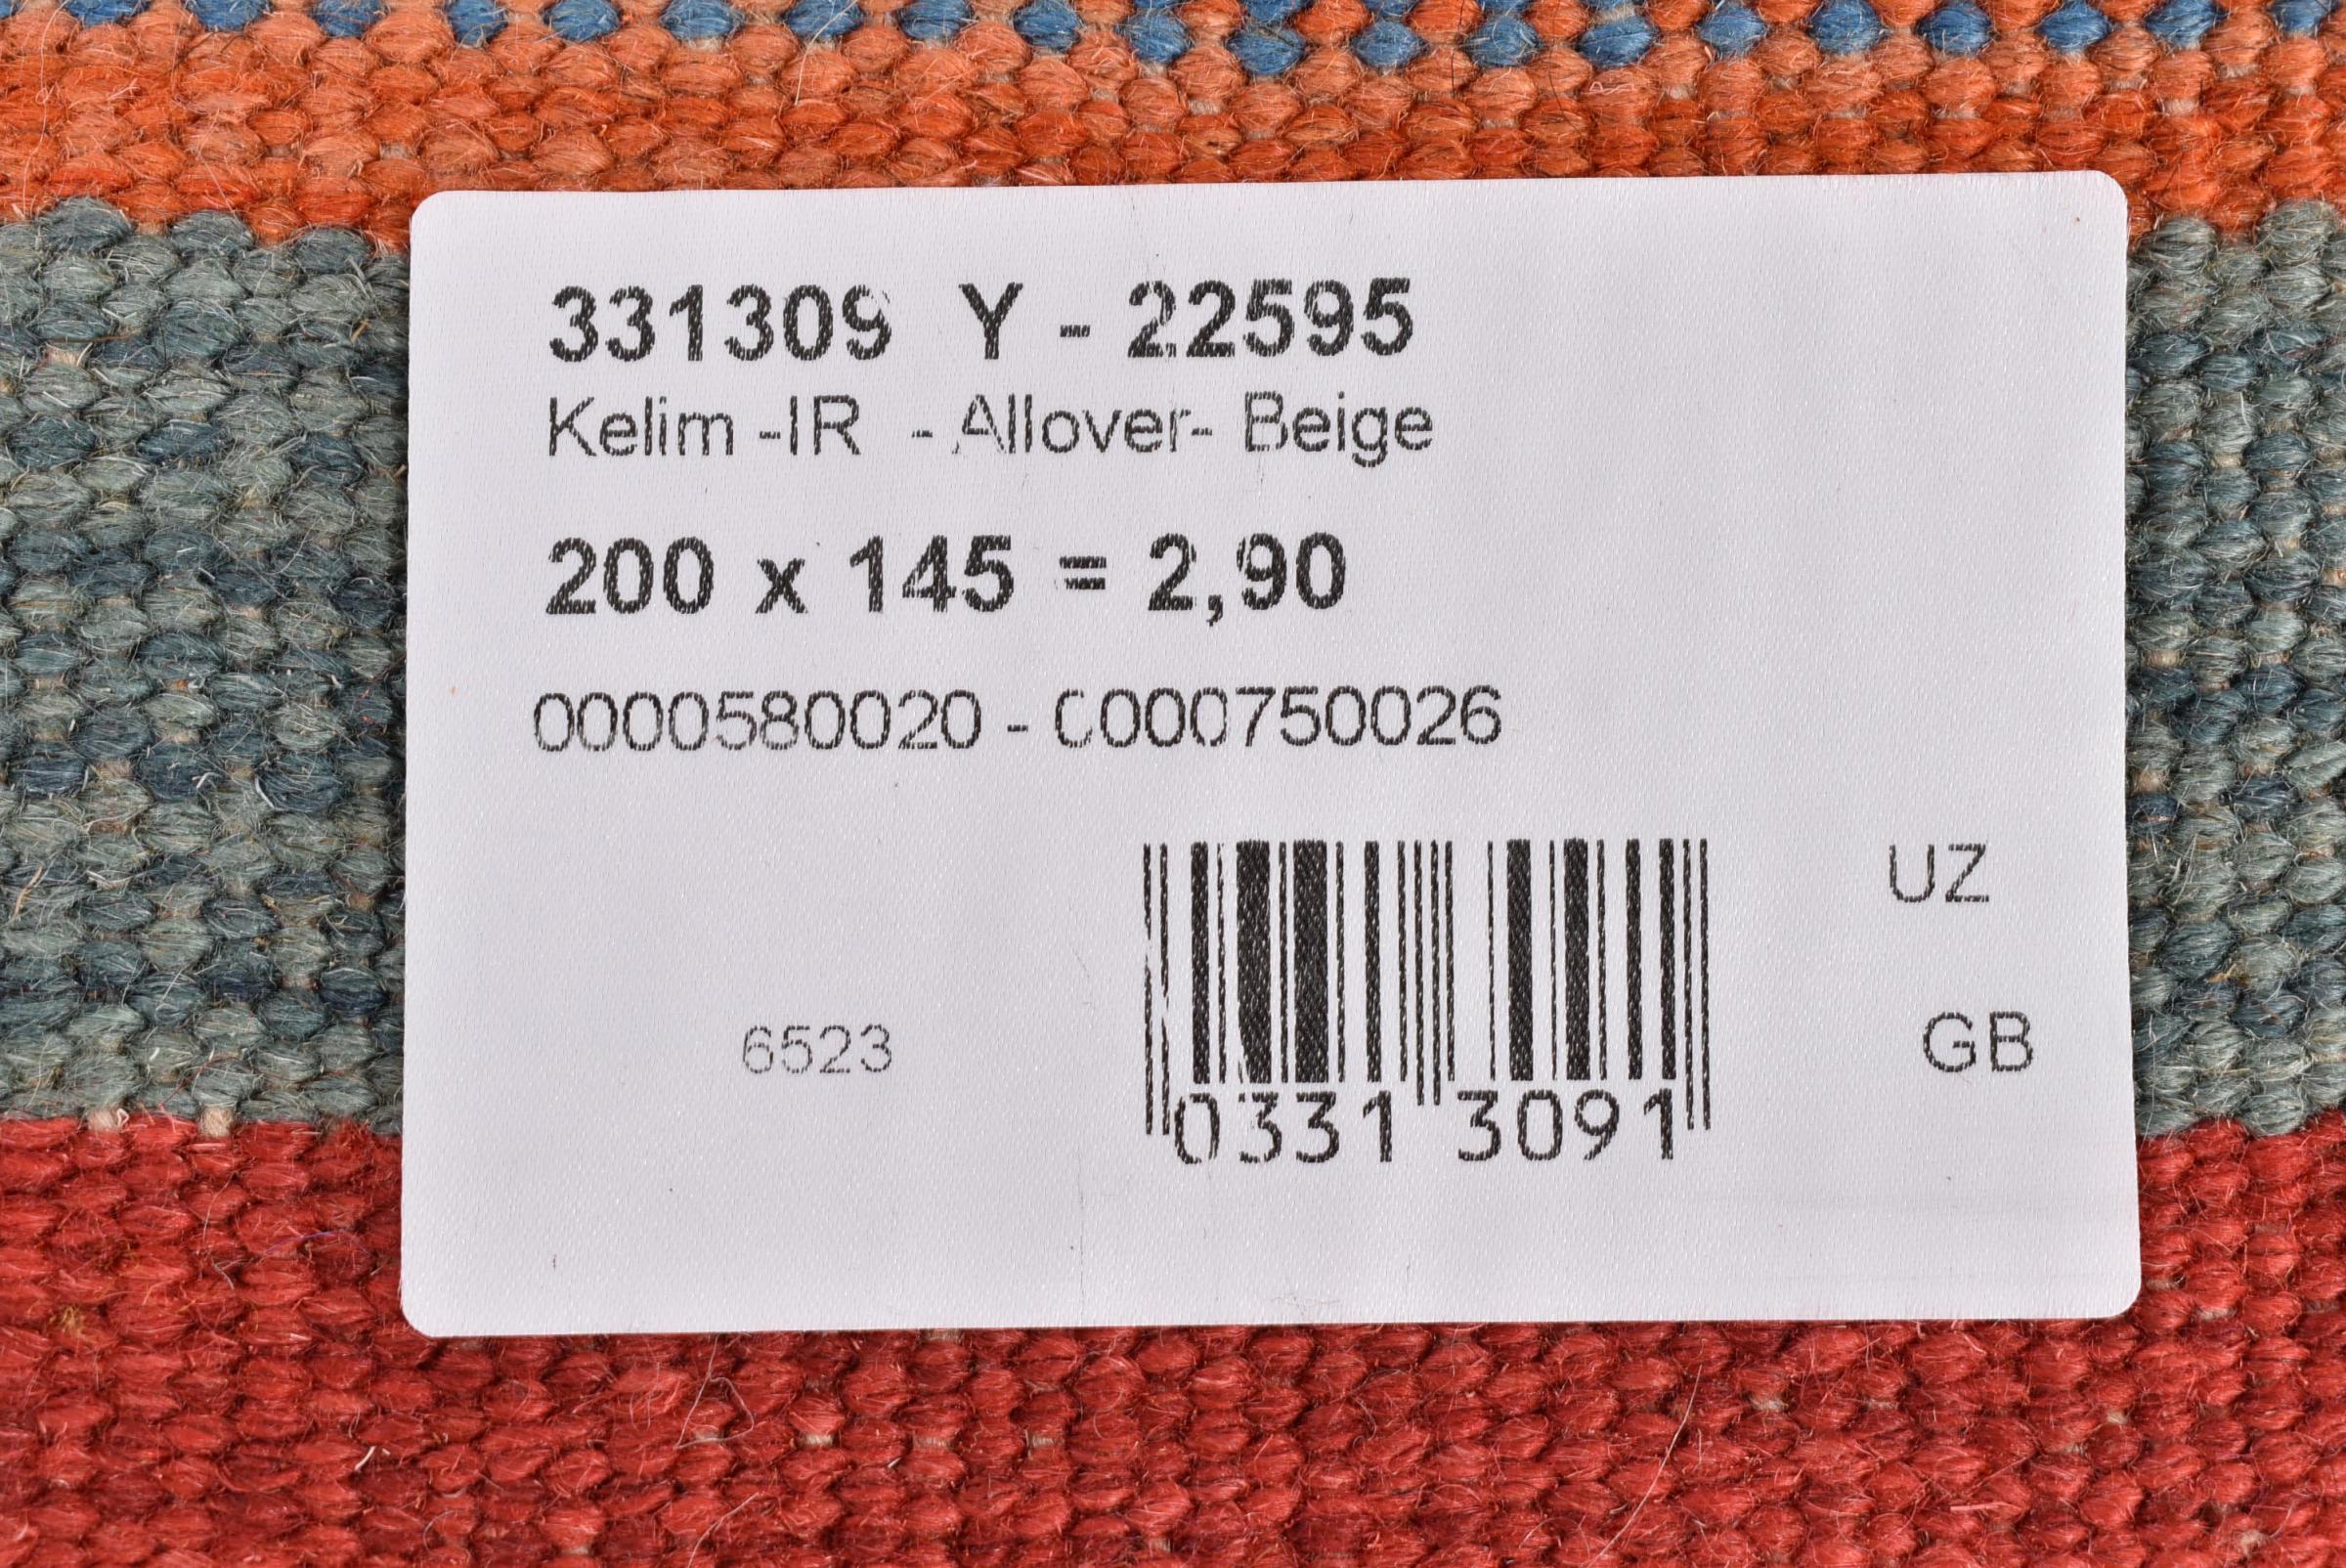 331309 Y - 22595
Kelim -IR - Allover- Beige
200 x 145 = 2,90
0000580020 - 0000750026
UZ
6523
GB
0331 3091